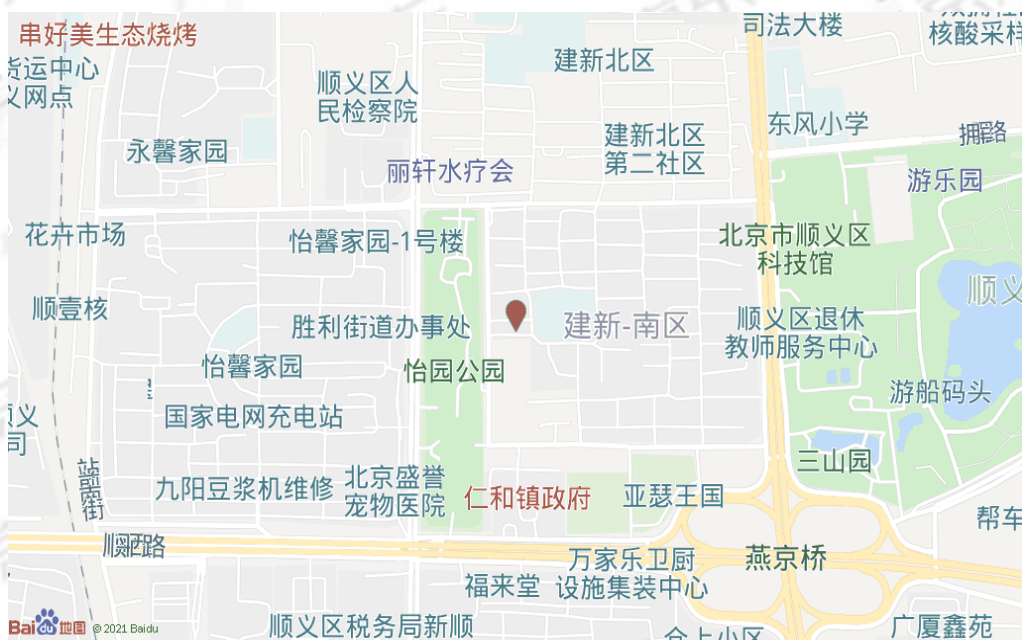 串好美生态烧烤
司法大楼
核酸采样
货运中心
义网点
建新北区
顺义区人
民检察院
东风小学
拥军路
建新北区
第二社区
永馨家园
丽轩水疗会
游乐园
花卉市场
怡馨家园-1号楼
北京市顺义区
科技馆
顺义
顺壹核
胜利街道办事处
建新-南区
顺义区退休
教师服务中心
怡馨家园
怡园公园
游船码头
顺义
司
国家电网充电站
三山园
站前街
九阳豆浆机维修
北京盛誉
宠物医院
仁和镇政府
亚瑟王国
帮车
顺平路
万家乐卫厨
设施集装中心
燕京桥
福来堂
顺义区税务局新顺
仓上小区
广厦鑫苑
Bai du 地图 © 2021 Baidu